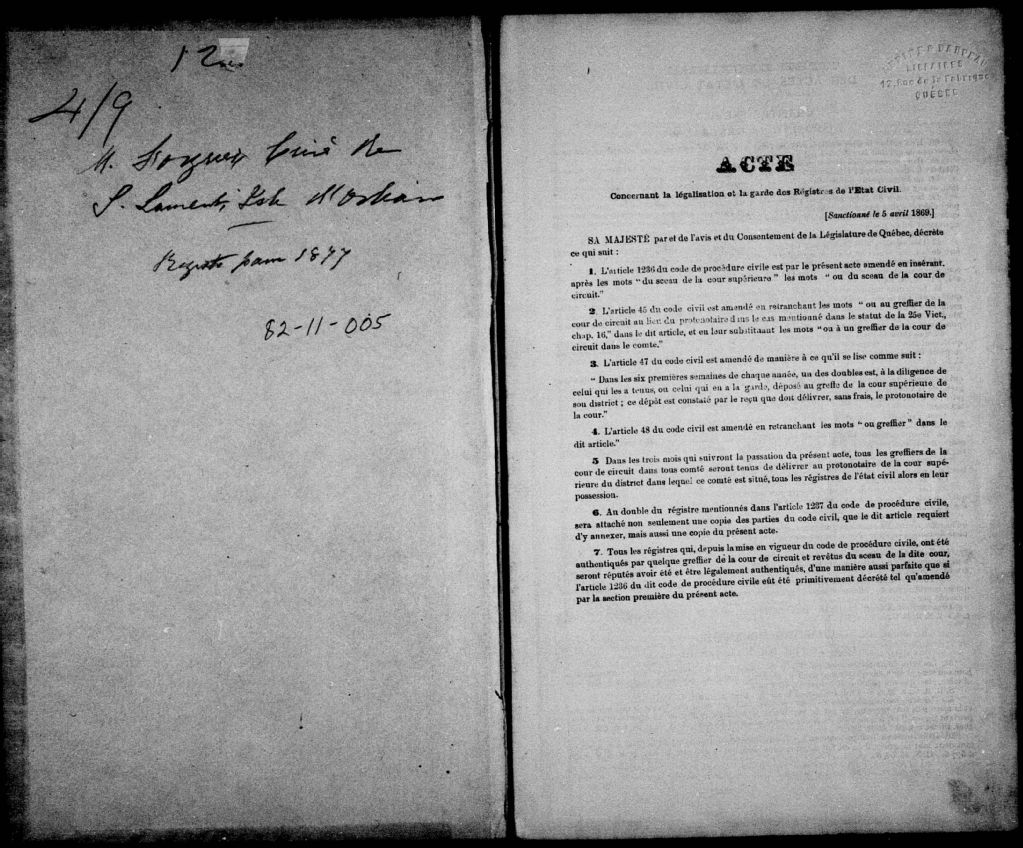 4/9
M. Curé de
S. Laurent, Isle d'Orléans
Registre pour 1877
82-11-005
LIBRAIRES
12, Rue de la Fabrique
QUÉBEC
ACTE
Concernant la légalisation et la garde des Régistres de l'Etat Civil.
[Sanctionné le 5 avril 1869.]
SA MAJESTÉ par et de l'avis et du Consentement de la Législature de Québec, décrète
ce qui suit :
1. L'article 1236 du code de procédure civile est par le présent acte amendé en insérant.
après les mots “ du sceau de la cour supérieure ” les mots “ ou du sceau de la cour de
circuit.”
2. L'article 45 du code civil est amendé en retranchant les mots “ ou au greffier de la
cour de circuit au lieu du protonotaire dans le cas mentionné dans le statut de la 25e Vict.,
chap. 16,” dans le dit article, et en leur substituant les mots “ ou à un greffier de la cour de
circuit dans le comte.”
3. L'article 47 du code civil est amendé de manière à ce qu'il se lise comme suit :
“ Dans les six premières semaines de chaque année, un des doubles est, à la diligence de
celui qui les a tenus, ou celui qui en a la garde, déposé au greffe de la cour supérieure de
son district ; ce dépôt est constaté par le reçu que doit délivrer, sans frais, le protonotaire de
la cour.”
4. L'article 48 du code civil est amendé en retranchant les mots “ ou greffier ” dans le
dit article.”
5 Dans les trois mois qui suivront la passation du présent acte, tous les greffiers de la
cour de circuit dans tous comté seront tenus de délivrer au protonotaire de la cour supé-
rieure du district dans lequel ce comté est situé, tous les régistres de l'état civil alors en leur
possession.
6. Au double du régistre mentionnés dans l'article 1237 du code de procédure civile,
sera attaché non seulement une copie des parties du code civil, que le dit article requiert
d'y annexer, mais aussi une copie du présent acte.
7. Tous les régistres qui, depuis la mise en vigueur du code de procédure civile, ont été
authentiqués par quelque greffier de la cour de circuit et revêtus du sceau de la dite cour,
seront réputés avoir été et être légalement authentiqués, d'une manière aussi parfaite que si
l'article 1236 du dit code de procédure civile eût été primitivement décrété tel qu'amendé
par la section première du présent acte.